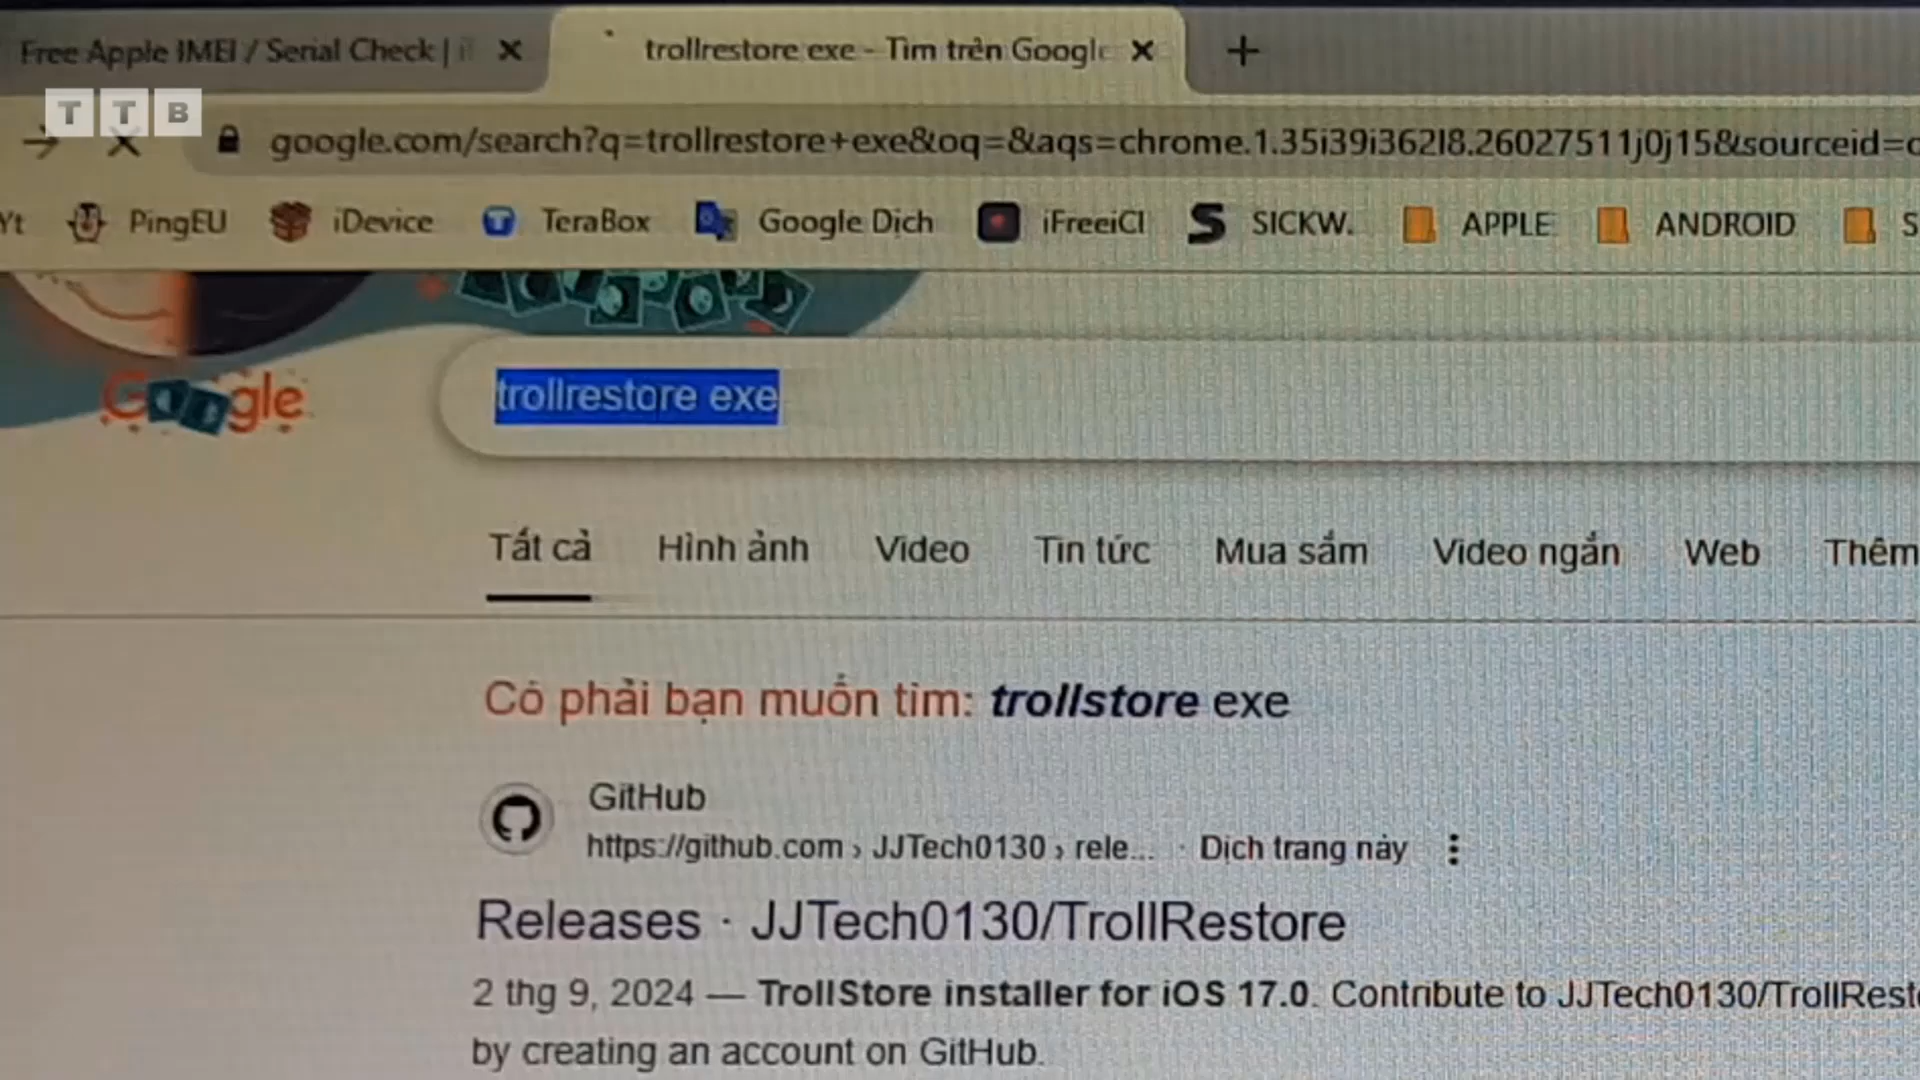 Free Apple IMEI / Serial Check |
trollrestore exe - Tìm trên Google
TTB
google.com/search?q=trollrestore+exe&oq=&aqs=chrome.1.35i39i362l8.26027511j0j15&sourceid=c
Yt PingEU iDevice TeraBox Google Dịch iFreeiCl SICKW. APPLE ANDROID S
Google
trollrestore exe
Tất cả Hình ảnh Video Tin tức Mua sắm Video ngắn Web Thêm
Có phải bạn muốn tìm: trollstore exe
GitHub
https://github.com › JJTech0130 › rele... · Dịch trang này
Releases · JJTech0130/TrollRestore
2 thg 9, 2024 — TrollStore installer for iOS 17.0. Contribute to JJTech0130/TrollRest
by creating an account on GitHub.